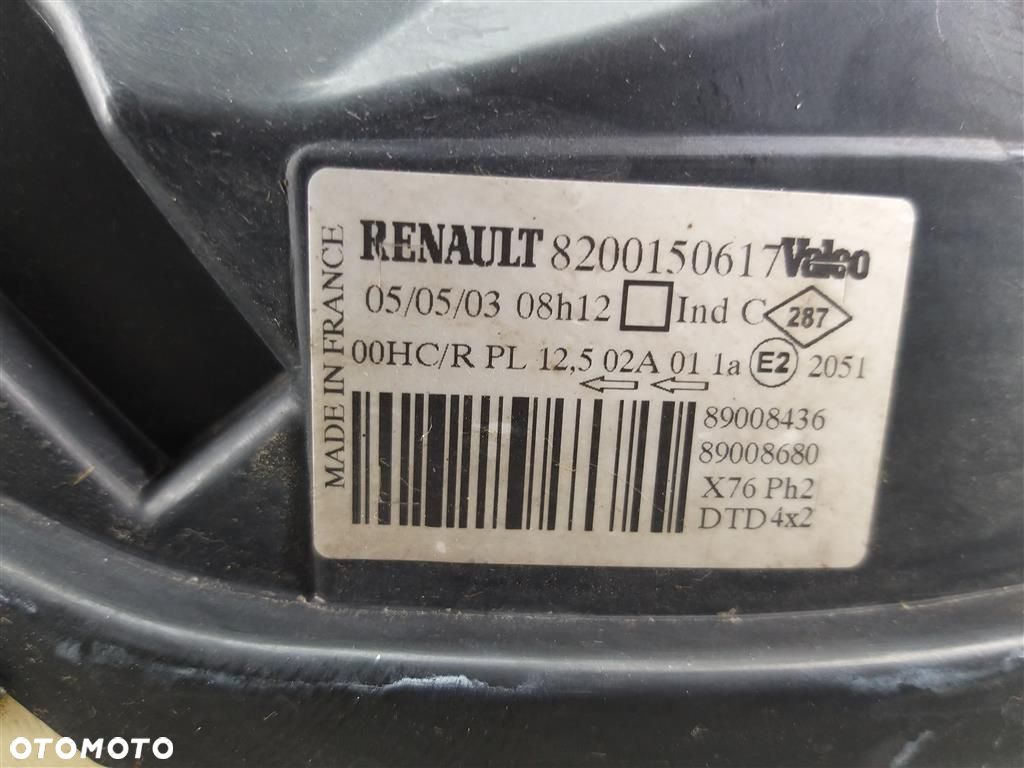 MADE IN FRANCE
RENAULT 8200150617 Valeo
05/05/03 08h12 Ind C 287
00HC/R PL 12,5 02A 01 1a E2 2051
89008436
89008680
X76 Ph2
DTD 4x2
OTOMOTO